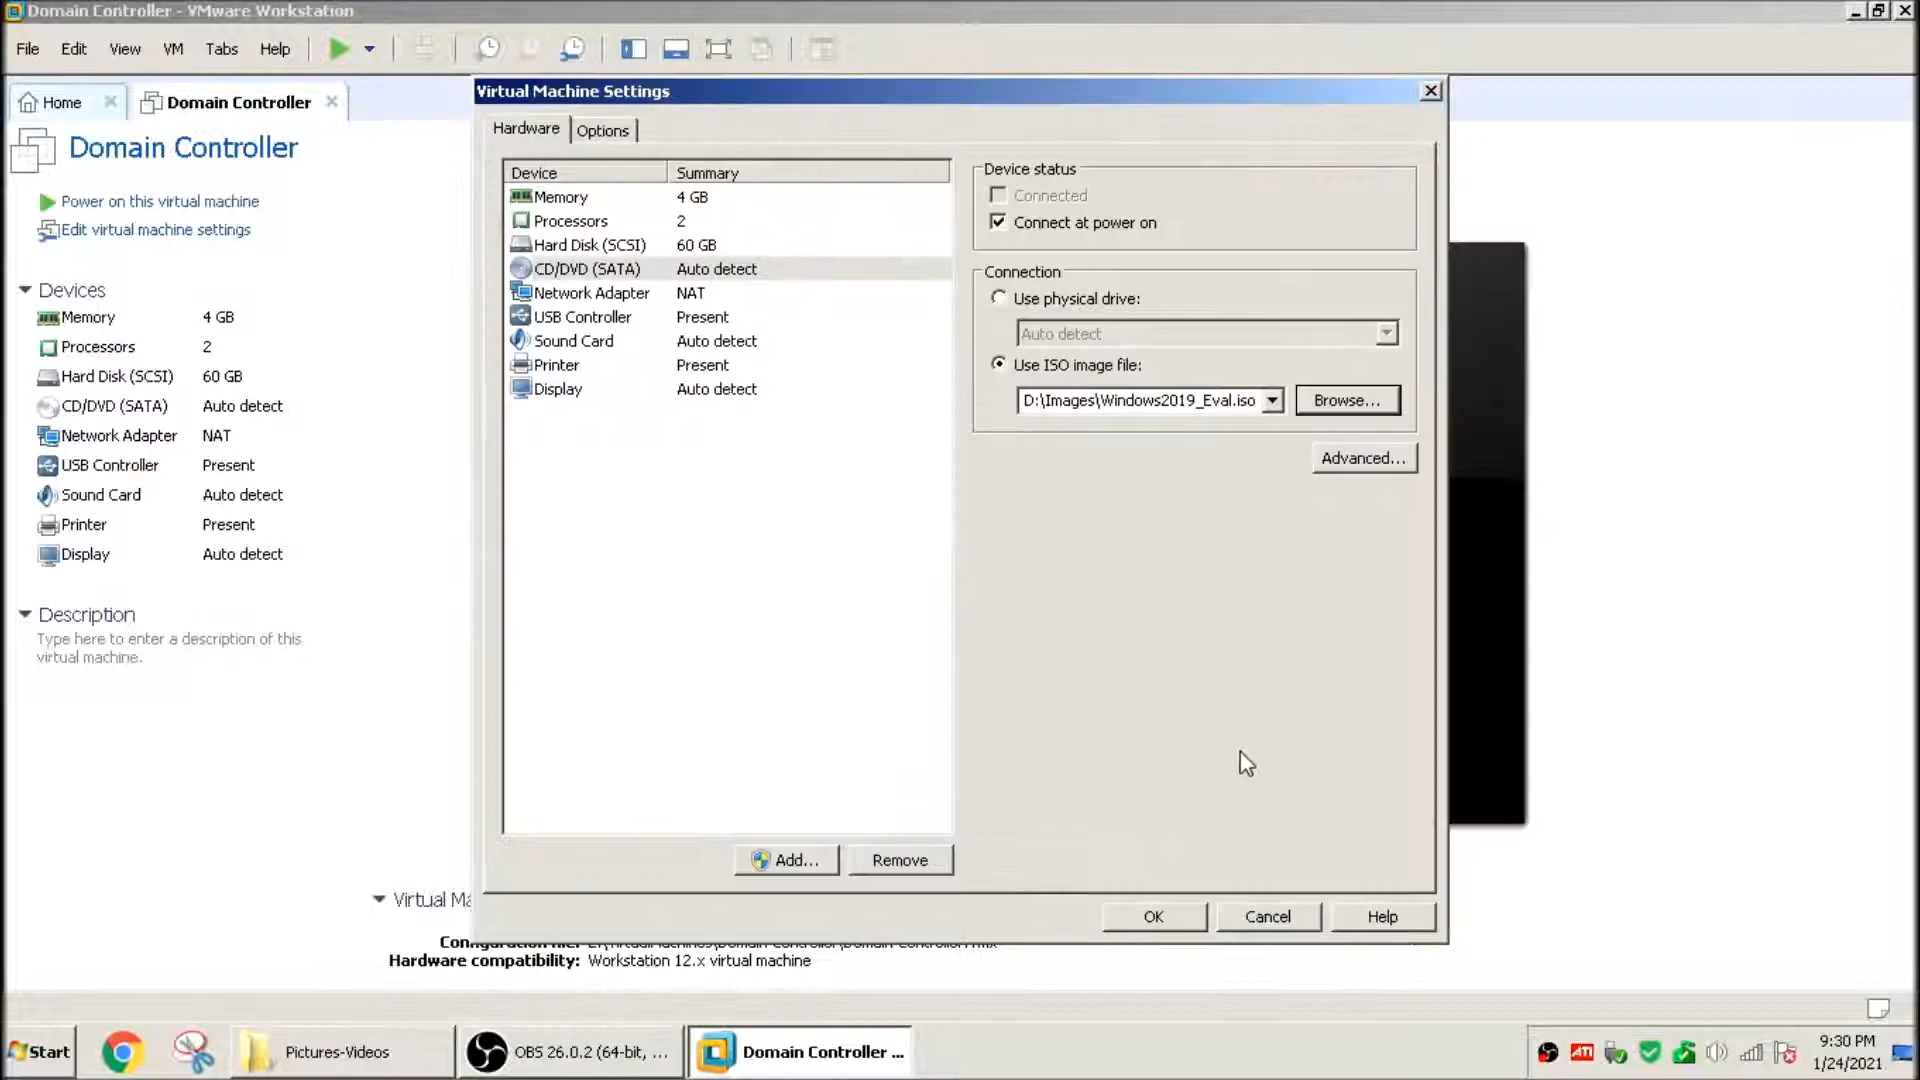 Domain Controller - VMware Workstation
File Edit View VM Tabs Help
Home Domain Controller
Domain Controller
Power on this virtual machine
Edit virtual machine settings
Devices
Memory 4 GB
Processors 2
Hard Disk (SCSI) 60 GB
CD/DVD (SATA) Auto detect
Network Adapter NAT
USB Controller Present
Sound Card Auto detect
Printer Present
Display Auto detect
Description
Type here to enter a description of this
virtual machine.
Virtual Machine Settings
Hardware Options
Device Summary
Memory 4 GB
Processors 2
Hard Disk (SCSI) 60 GB
CD/DVD (SATA) Auto detect
Network Adapter NAT
USB Controller Present
Sound Card Auto detect
Printer Present
Display Auto detect
Add... Remove
Device status
Connected
Connect at power on
Connection
Use physical drive:
Auto detect
Use ISO image file:
D:\Images\Windows2019_Eval.iso Browse...
Advanced...
OK Cancel Help
Virtual Ma
Configuration file:
Hardware compatibility: Workstation 12.x virtual machine
Start Pictures-Videos OBS 26.0.2 (64-bit, ... Domain Controller ... ATI 9:30 PM
1/24/2021